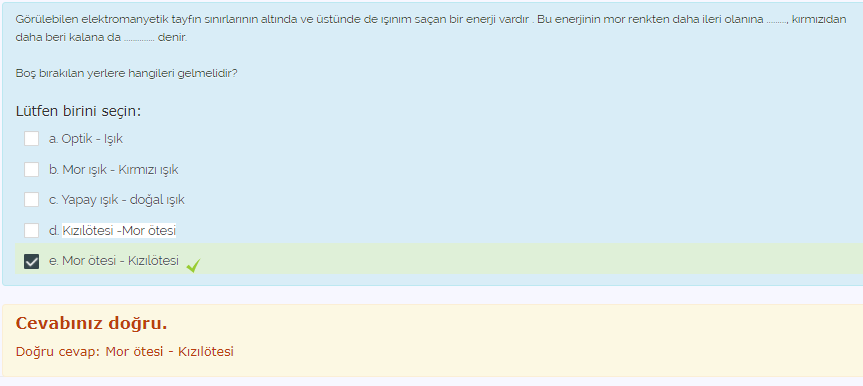 Görülebilen elektromanyetik tayfın sınırlarının altında ve üstünde de ışınım saçan bir enerji vardır . Bu enerjinin mor renkten daha ileri olanına ........., kırmızıdan
daha beri kalana da .............. denir.
Boş bırakılan yerlere hangileri gelmelidir?
Lütfen birini seçin:
a. Optik - Işık
b. Mor ışık - Kırmızı ışık
c. Yapay ışık - doğal ışık
d. Kızılötesi -Mor ötesi
e. Mor ötesi - Kızılötesi
Cevabınız doğru.
Doğru cevap: Mor ötesi - Kızılötesi